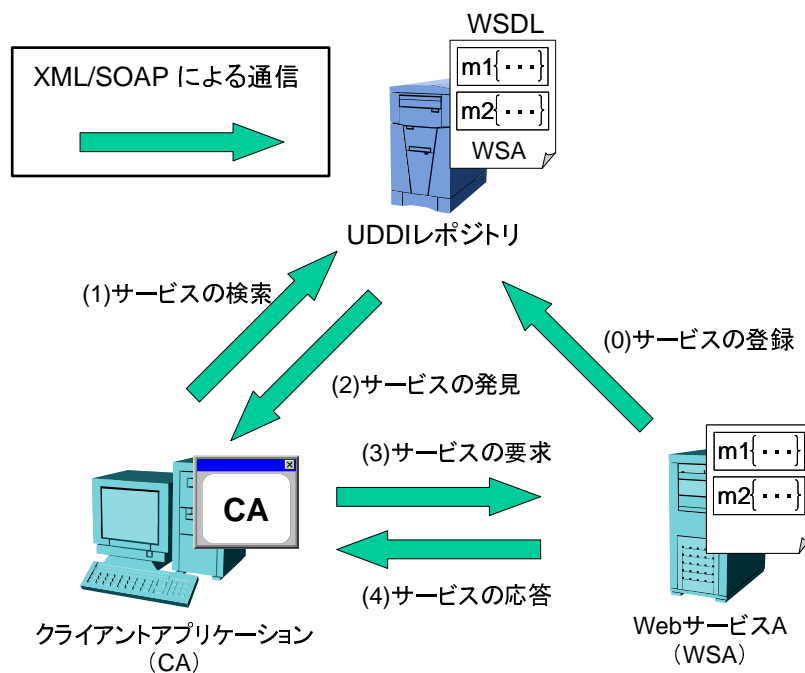 XML/SOAP による通信
WSDL
m1{･･･}
m2{･･･}
WSA
UDDIレポジトリ
(1)サービスの検索
(0)サービスの登録
(2)サービスの発見
(3)サービスの要求
CA
m1{･･･}
m2{･･･}
(4)サービスの応答
クライアントアプリケーション
（CA）
WebサービスA
（WSA）